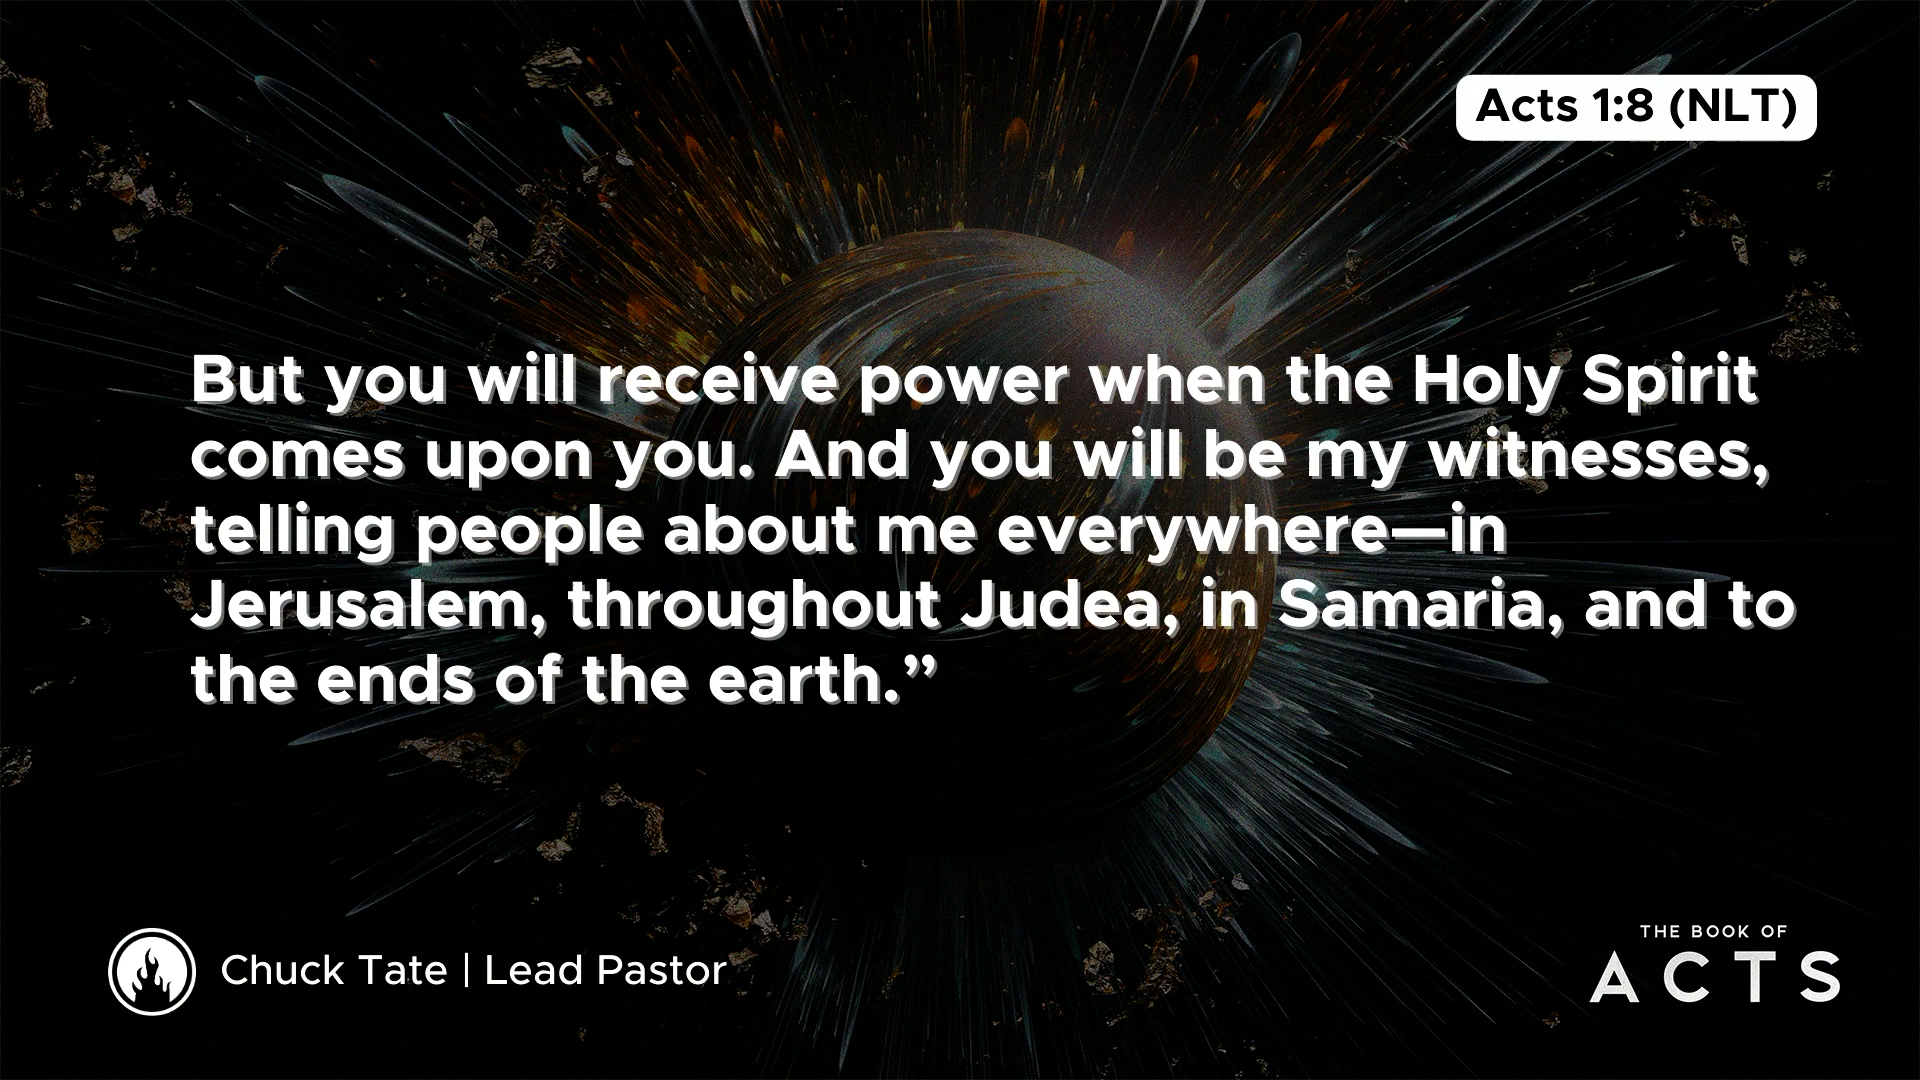 Acts 1:8 (NLT)
But you will receive power when the Holy Spirit
comes upon you. And you will be my witnesses,
telling people about me everywhere—in
Jerusalem, throughout Judea, in Samaria, and to
the ends of the earth.”
Chuck Tate | Lead Pastor
THE BOOK OF
ACTS